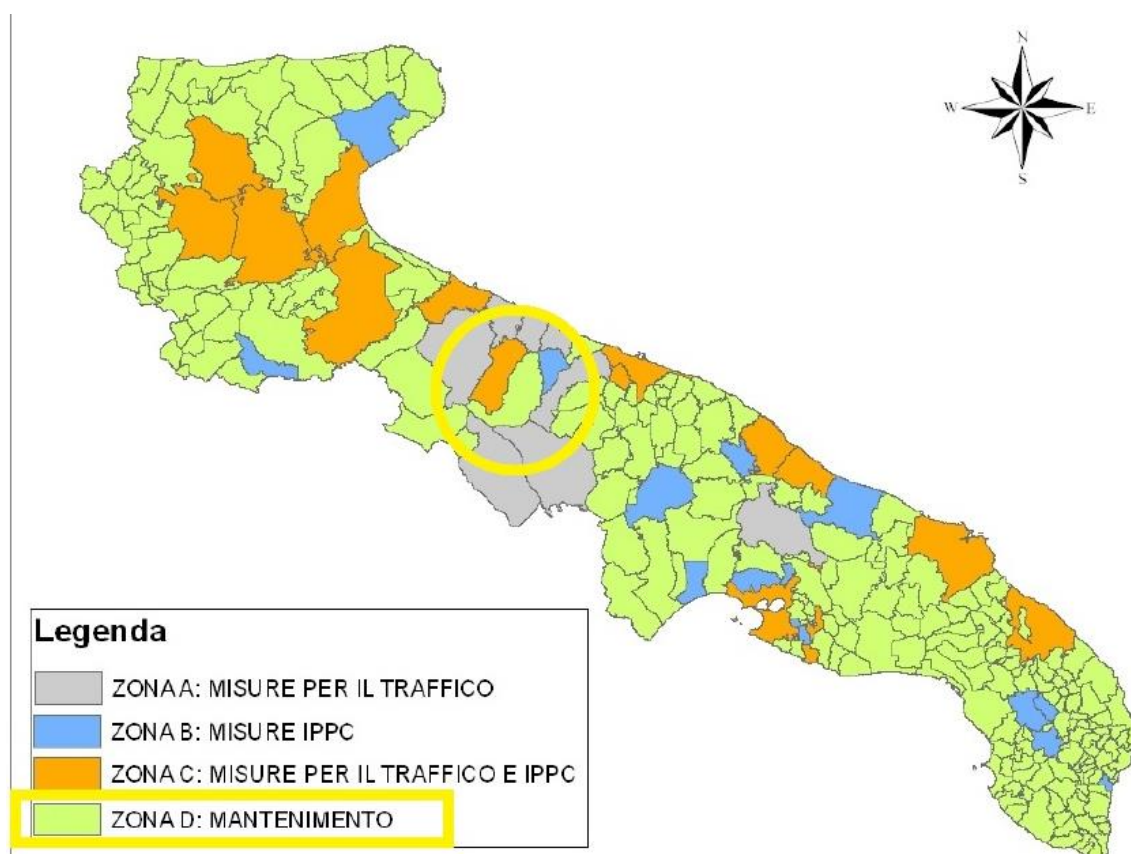 N
W E
S
Legenda
ZONA A: MISURE PER IL TRAFFICO
ZONA B: MISURE IPPC
ZONA C: MISURE PER IL TRAFFICO E IPPC
ZONA D: MANTENIMENTO